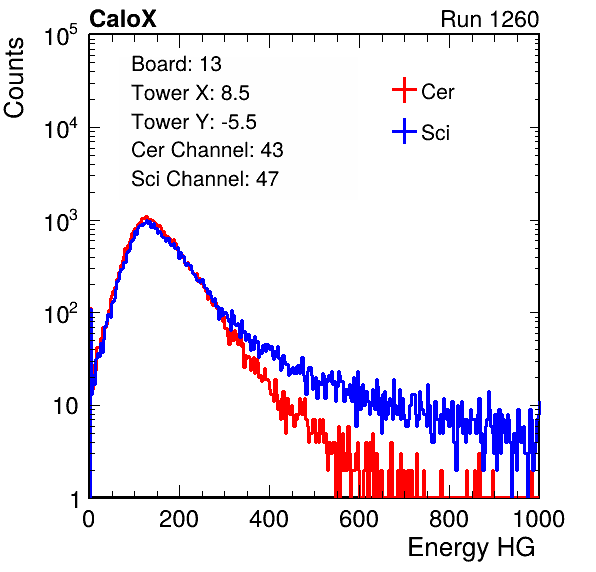 CaloX Run 1260
Counts
10^5
10^4
10^3
10^2
10
1
Board: 13
Tower X: 8.5
Tower Y: -5.5
Cer Channel: 43
Sci Channel: 47
Cer
Sci
0 200 400 600 800 1000
Energy HG